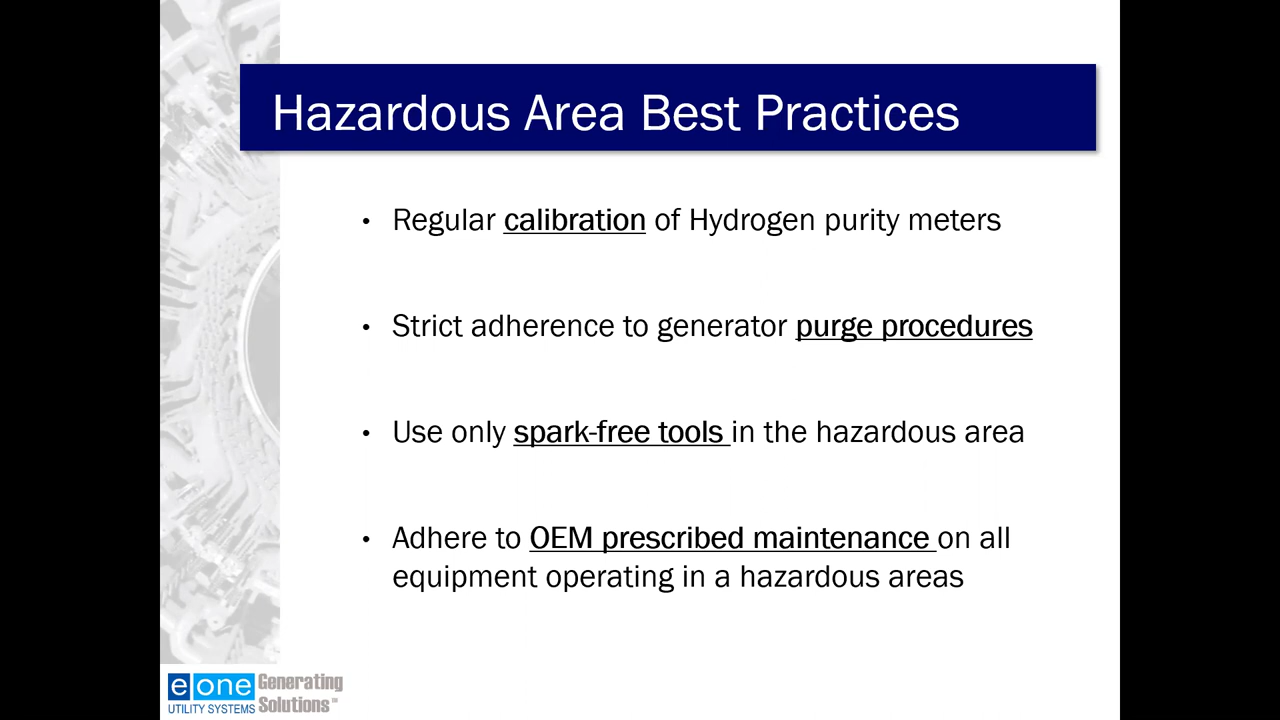 Hazardous Area Best Practices
• Regular calibration of Hydrogen purity meters
• Strict adherence to generator purge procedures
• Use only spark-free tools in the hazardous area
• Adhere to OEM prescribed maintenance on all
equipment operating in a hazardous areas
eone Generating
UTILITY SYSTEMS Solutions™